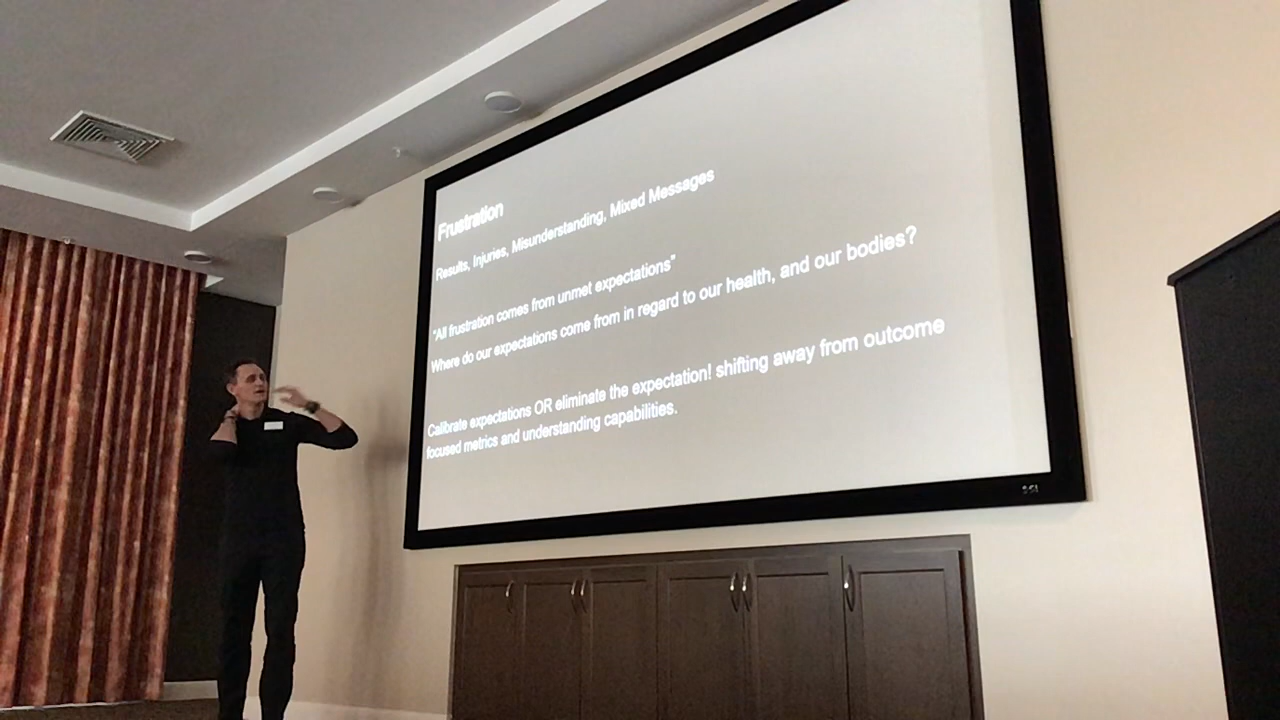 Frustration
Results, Injuries, Misunderstanding, Mixed Messages
"All frustration comes from unmet expectations"
Where do our expectations come from in regard to our health, and our bodies?
Calibrate expectations OR eliminate the expectation! shifting away from outcome
focused metrics and understanding capabilities.